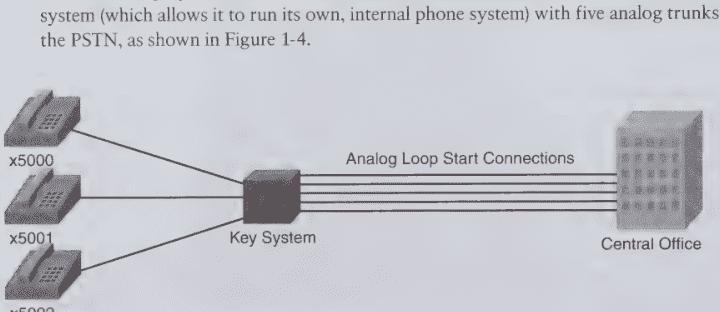 system (which allows it to run its own, internal phone system) with five analog trunks
the PSTN, as shown in Figure 1-4.
x5000
Analog Loop Start Connections
x5001
Key System
Central Office